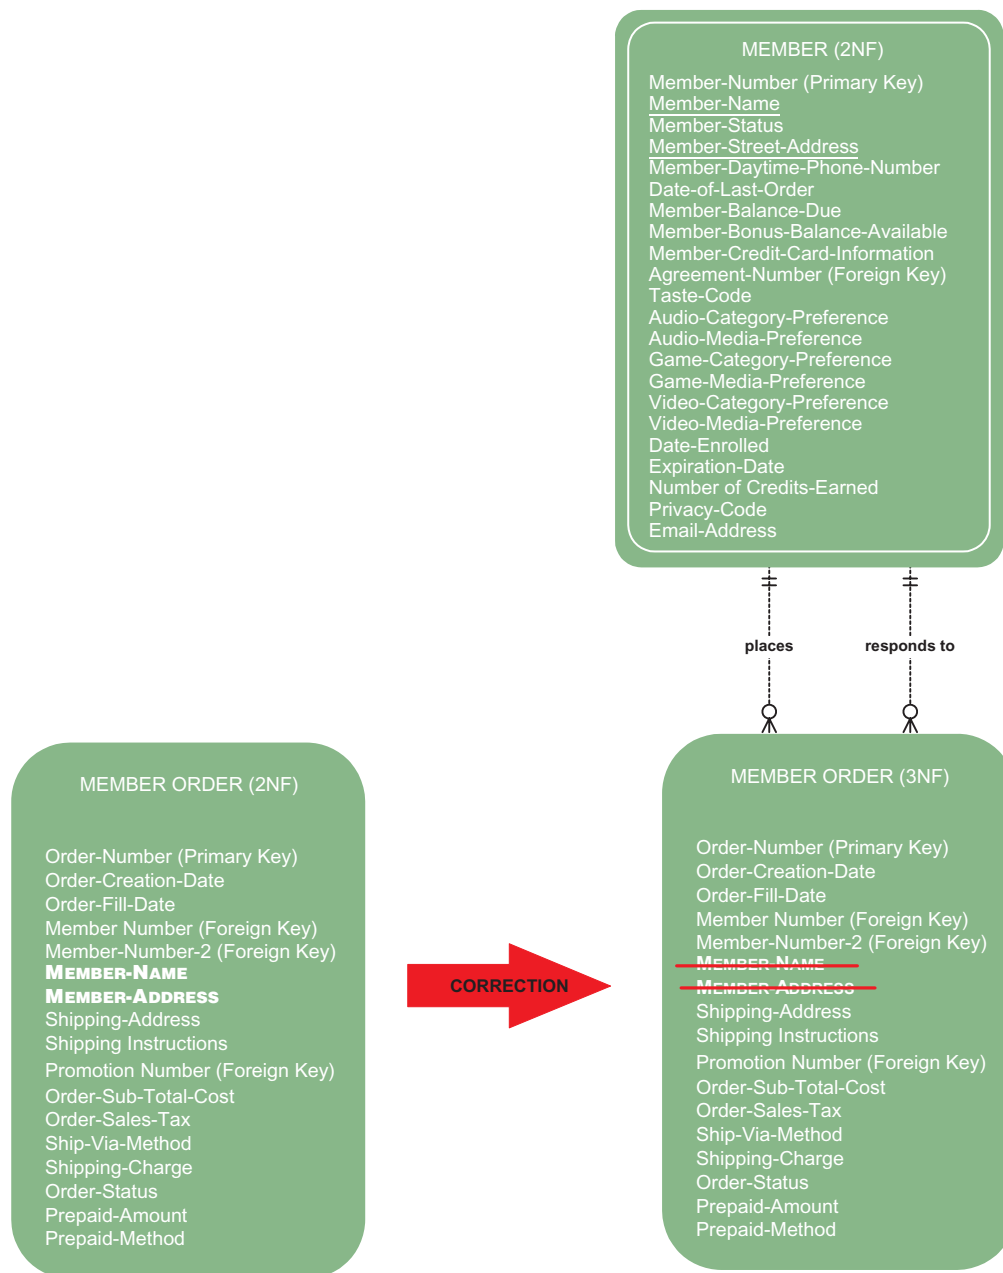 MEMBER (2NF)
Member-Number (Primary Key)
Member-Name
Member-Status
Member-Street-Address
Member-Daytime-Phone-Number
Date-of-Last-Order
Member-Balance-Due
Member-Bonus-Balance-Available
Member-Credit-Card-Information
Agreement-Number (Foreign Key)
Taste-Code
Audio-Category-Preference
Audio-Media-Preference
Game-Category-Preference
Game-Media-Preference
Video-Category-Preference
Video-Media-Preference
Date-Enrolled
Expiration-Date
Number of Credits-Earned
Privacy-Code
Email-Address
places
responds to
MEMBER ORDER (2NF)
Order-Number (Primary Key)
Order-Creation-Date
Order-Fill-Date
Member Number (Foreign Key)
Member-Number-2 (Foreign Key)
MEMBER-NAME
MEMBER-ADDRESS
Shipping-Address
Shipping Instructions
Promotion Number (Foreign Key)
Order-Sub-Total-Cost
Order-Sales-Tax
Ship-Via-Method
Shipping-Charge
Order-Status
Prepaid-Amount
Prepaid-Method
CORRECTION
MEMBER ORDER (3NF)
Order-Number (Primary Key)
Order-Creation-Date
Order-Fill-Date
Member Number (Foreign Key)
Member-Number-2 (Foreign Key)
MEMBER-NAME
MEMBER-ADDRESS
Shipping-Address
Shipping Instructions
Promotion Number (Foreign Key)
Order-Sub-Total-Cost
Order-Sales-Tax
Ship-Via-Method
Shipping-Charge
Order-Status
Prepaid-Amount
Prepaid-Method